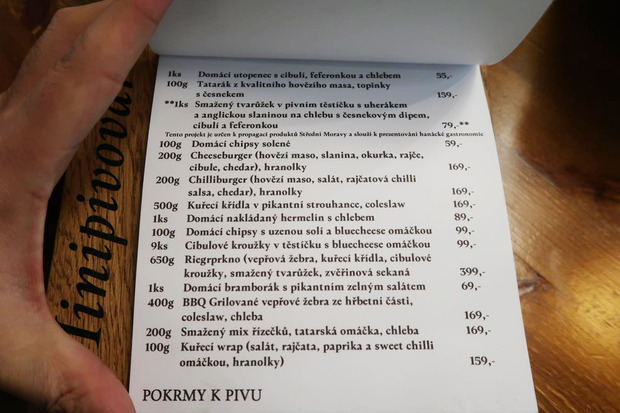 1ks Domácí utopenec s cibulí, feferonkou a chlebem 55,-
100g Tatarák z kvalitního hovězího masa, topinky
s česnekem 159,-
**1ks Smažený tvarůžek v pivním těstíčku s uherákem
a anglickou slaninou na chlebu s česnekovým dipem,
cibulí a feferonkou 79,-**
Tento projekt je určen k propagaci produktů Střední Moravy a slouží k presentování hanácké gastronomie
100g Domácí chipsy solené 59,-
200g Cheeseburger (hovězí maso, slanina, okurka, rajče,
cibule, chedar), hranolky 169,-
200g Chilliburger (hovězí maso, salát, rajčatová chilli
salsa, chedar), hranolky 169,-
500g Kuřecí křídla v pikantní strouhance, coleslaw 169,-
1ks Domácí nakládaný hermelín s chlebem 89,-
100g Domácí chipsy s uzenou solí a bluecheese omáčkou 99,-
9ks Cibulové kroužky v těstíčku s bluecheese omáčkou 99,-
650g Riegrprkno (vepřová žebra, kuřecí křídla, cibulové
kroužky, smažený tvarůžek, zvěřinová sekaná 399,-
1ks Domácí bramborák s pikantním zelným salátem 69,-
400g BBQ Grilované vepřové žebra ze hřbetní části,
coleslaw, chleba 169,-
200g Smažený mix řízečků, tatarská omáčka, chleba 169,-
100g Kuřecí wrap (salát, rajčata, paprika a sweet chilli
omáčkou, hranolky) 159,-
POKRMY K PIVU
Minipivovar